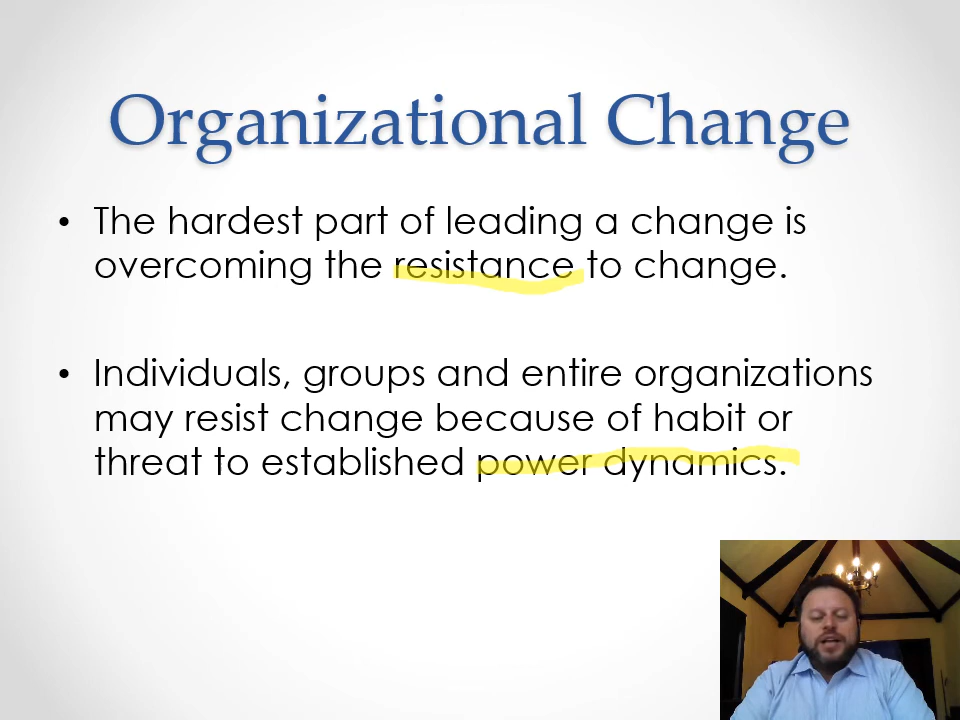 Organizational Change
• The hardest part of leading a change is
overcoming the resistance to change.
• Individuals, groups and entire organizations
may resist change because of habit or
threat to established power dynamics.